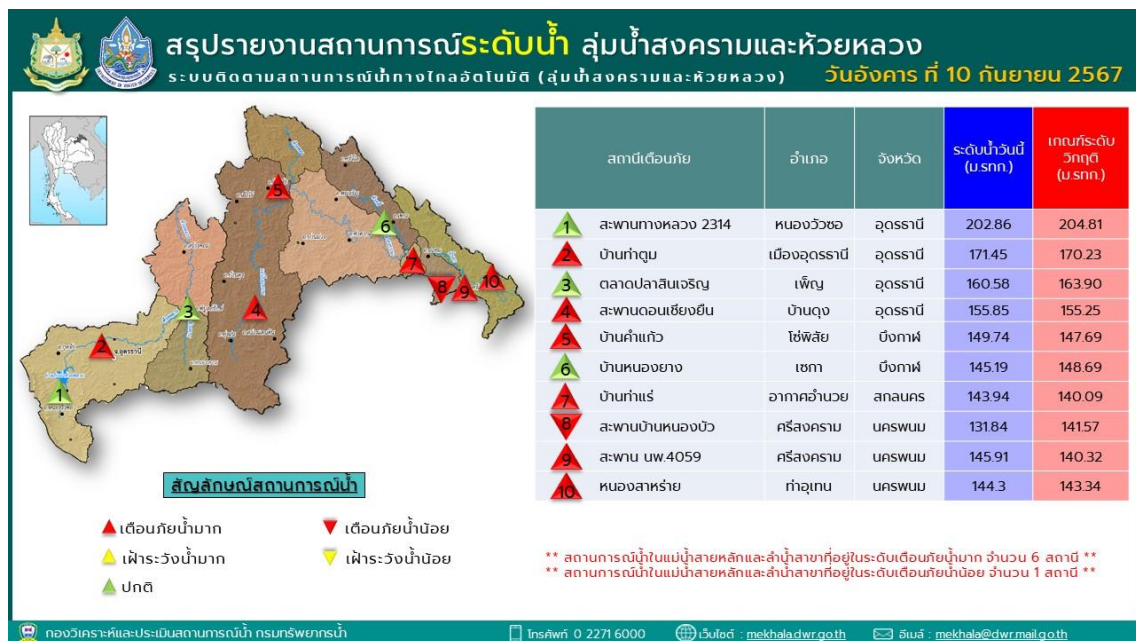 สรุปรายงานสถานการณ์ระดับน้ำ ลุ่มน้ำสงครามและห้วยหลวง
ระบบติดตามสถานการณ์น้ำทางไกลอัตโนมัติ (ลุ่มน้ำสงครามและห้วยหลวง) วันอังคาร ที่ 10 กันยายน 2567
สถานีเตือนภัย อำเภอ จังหวัด ระดับน้ำวันนี้ (ม.รทก.) เกณฑ์ระดับวิกฤติ (ม.รทก.)
1 สะพานทางหลวง 2314 หนองวัวซอ อุดรธานี 202.86 204.81
2 บ้านท่าตูม เมืองอุดรธานี อุดรธานี 171.45 170.23
3 ตลาดปลาสินเจริญ เพ็ญ อุดรธานี 160.58 163.90
4 สะพานดอนเชียงยืน บ้านดุง อุดรธานี 155.85 155.25
5 บ้านคำแก้ว โซ่พิสัย บึงกาฬ 149.74 147.69
6 บ้านหนองยาง เซกา บึงกาฬ 145.19 148.69
7 บ้านท่าแร่ อากาศอำนวย สกลนคร 143.94 140.09
8 สะพานบ้านหนองบัว ศรีสงคราม นครพนม 131.84 141.57
9 สะพาน นพ.4059 ศรีสงคราม นครพนม 145.91 140.32
10 หนองสาหร่าย ท่าอุเทน นครพนม 144.3 143.34
5
6
7
8
9
10
3
4
2
จ.อุดรธานี
1
สัญลักษณ์สถานการณ์น้ำ
เตือนภัยน้ำมาก เตือนภัยน้ำน้อย
เฝ้าระวังน้ำมาก เฝ้าระวังน้ำน้อย
ปกติ
** สถานการณ์น้ำในแม่น้ำสายหลักและลำน้ำสาขาที่อยู่ในระดับเตือนภัยน้ำมาก จำนวน 6 สถานี **
** สถานการณ์น้ำในแม่น้ำสายหลักและลำน้ำสาขาที่อยู่ในระดับเตือนภัยน้ำน้อย จำนวน 1 สถานี **
กองวิเคราะห์และประเมินสถานการณ์น้ำ กรมทรัพยากรน้ำ โทรศัพท์ 0 2271 6000 เว็บไซต์ : mekhala.dwr.go.th อีเมล์ : mekhala@dwr.mail.go.th